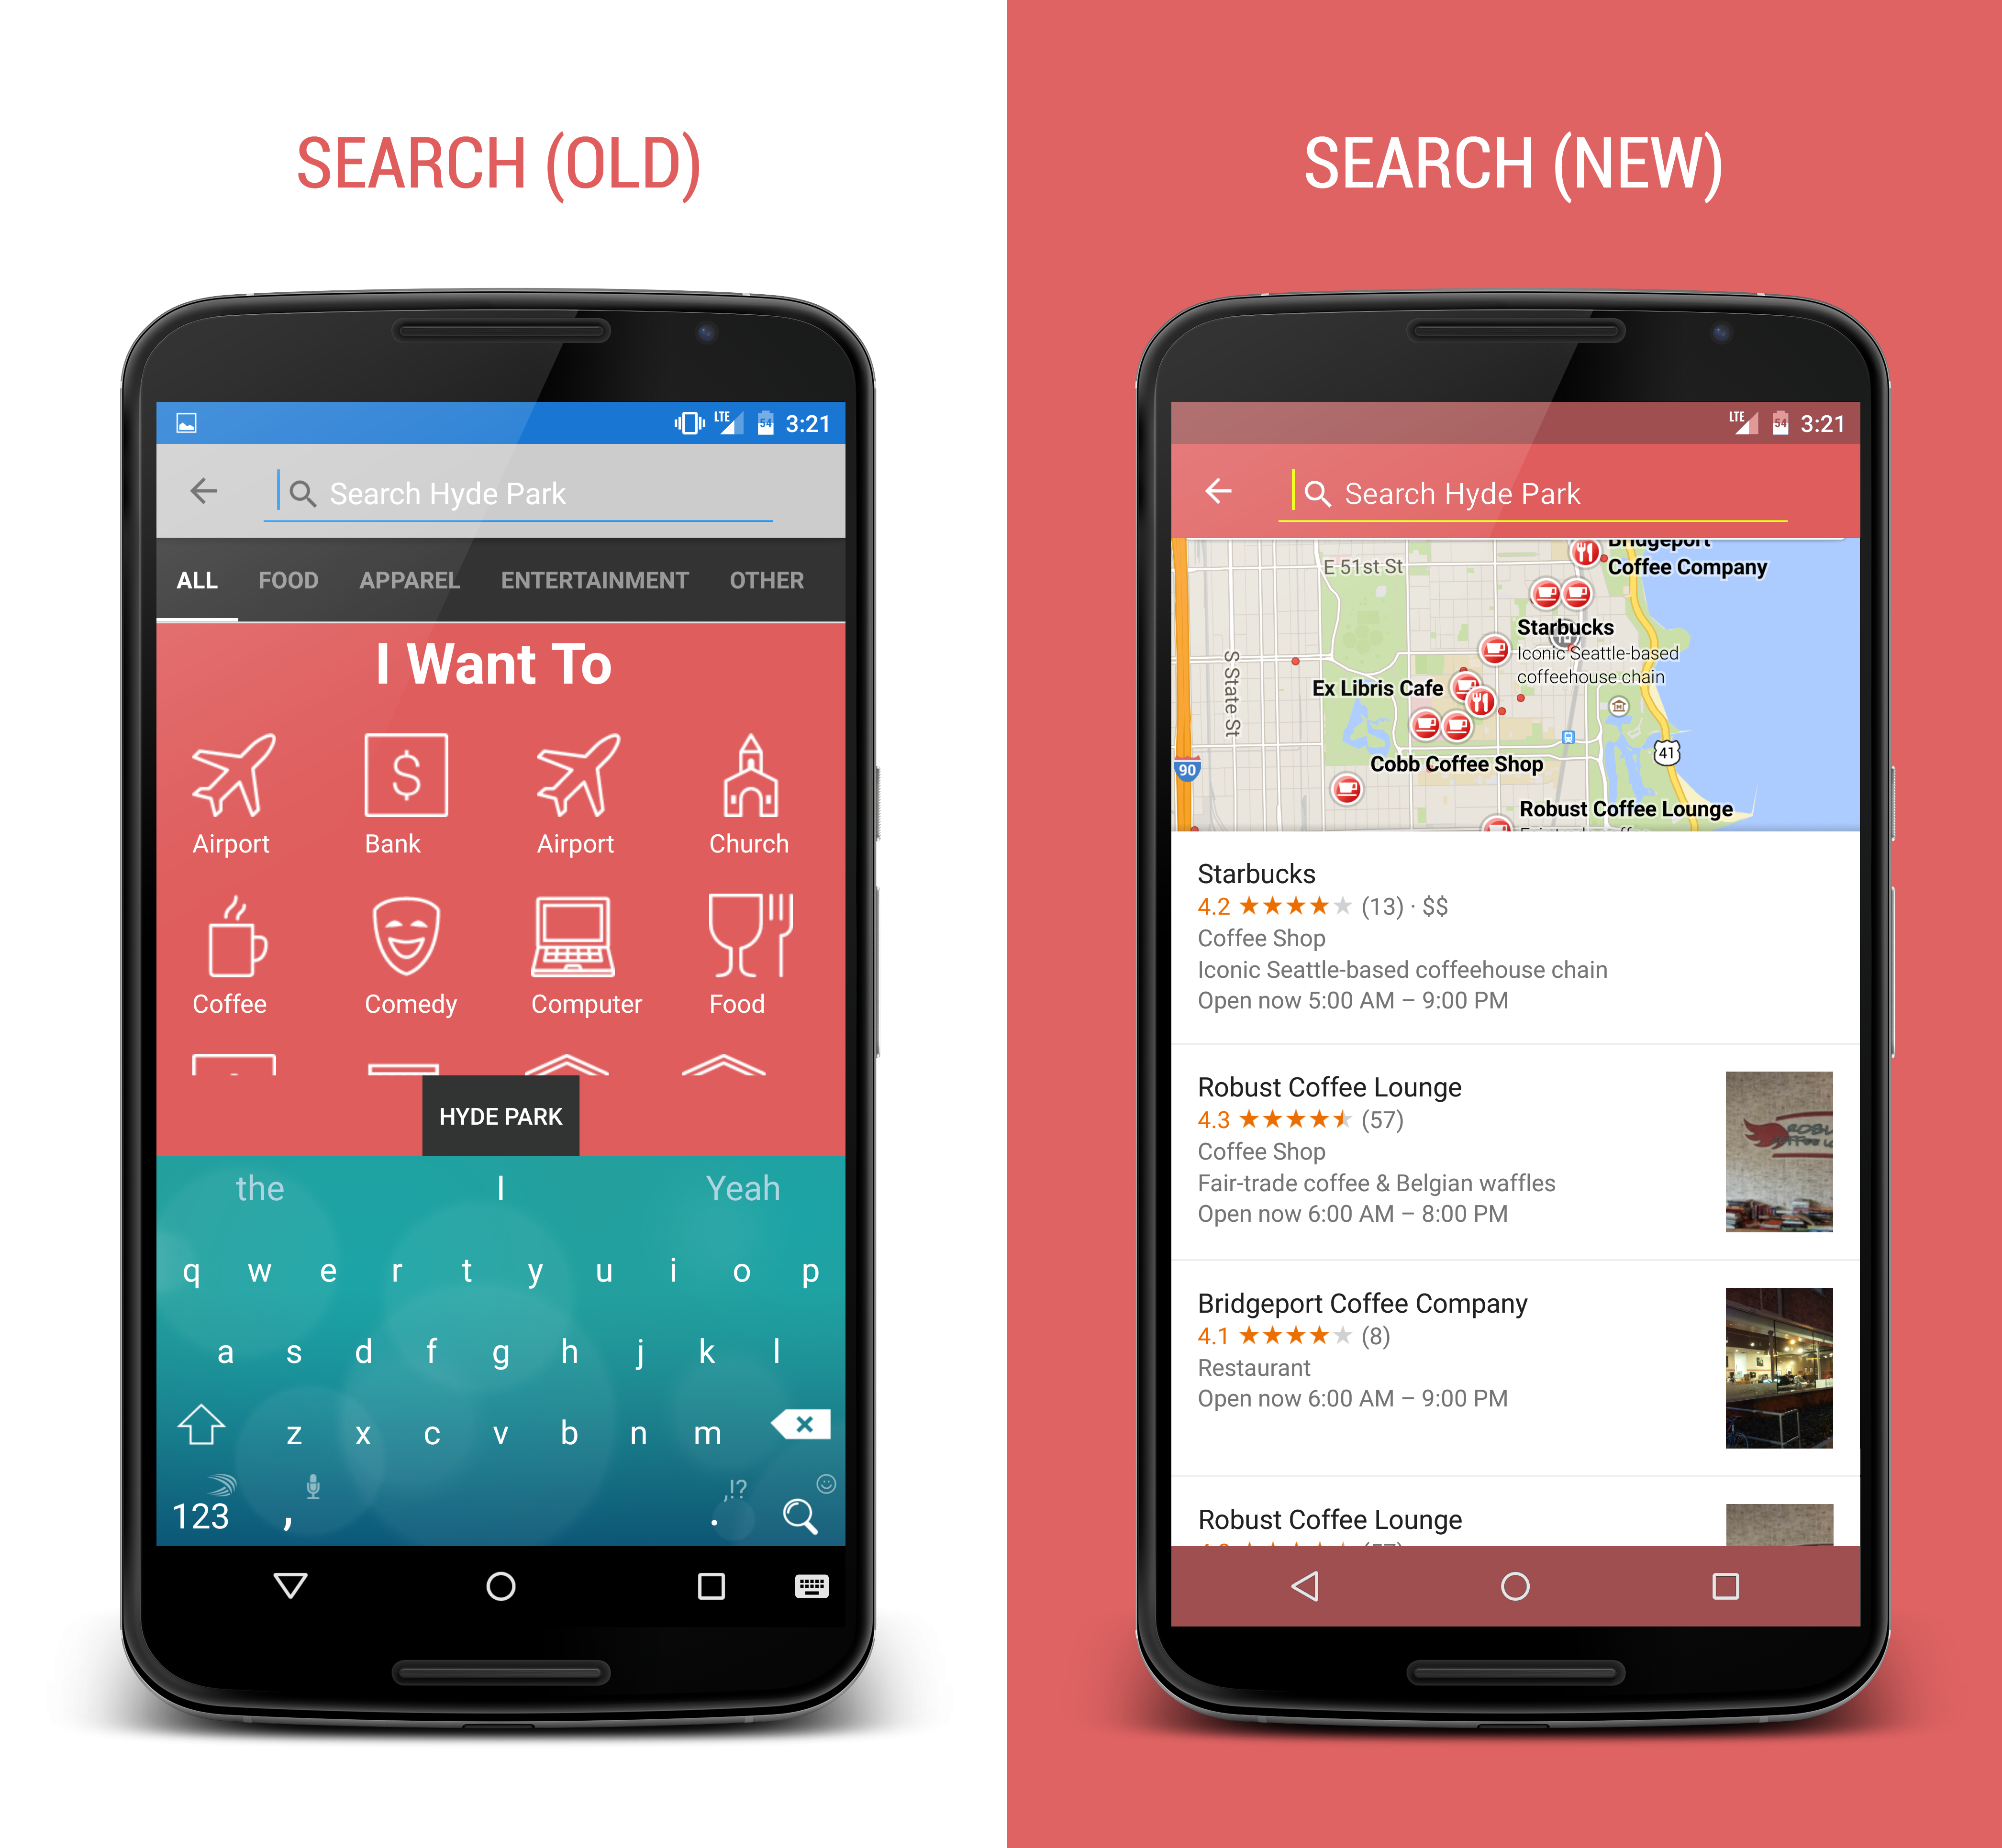 SEARCH (OLD)
LTE 54 3:21
Search Hyde Park
ALL FOOD APPAREL ENTERTAINMENT OTHER
I Want To
Airport Bank Airport Church
Coffee Comedy Computer Food
HYDE PARK
the I Yeah
q w e r t y u i o p
a s d f g h j k l
z x c v b n m
,!?
123 , .
SEARCH (NEW)
LTE 54 3:21
Search Hyde Park
Bridgeport
Coffee Company
E 51st St
Starbucks
Iconic Seattle-based
coffeehouse chain
S State St
Ex Libris Cafe
41
90
Cobb Coffee Shop
Robust Coffee Lounge
Starbucks
4.2 ★★★★★ (13) · $$
Coffee Shop
Iconic Seattle-based coffeehouse chain
Open now 5:00 AM – 9:00 PM
Robust Coffee Lounge
4.3 ★★★★★ (57)
Coffee Shop
Fair-trade coffee & Belgian waffles
Open now 6:00 AM – 8:00 PM
Bridgeport Coffee Company
4.1 ★★★★★ (8)
Restaurant
Open now 6:00 AM – 9:00 PM
Robust Coffee Lounge